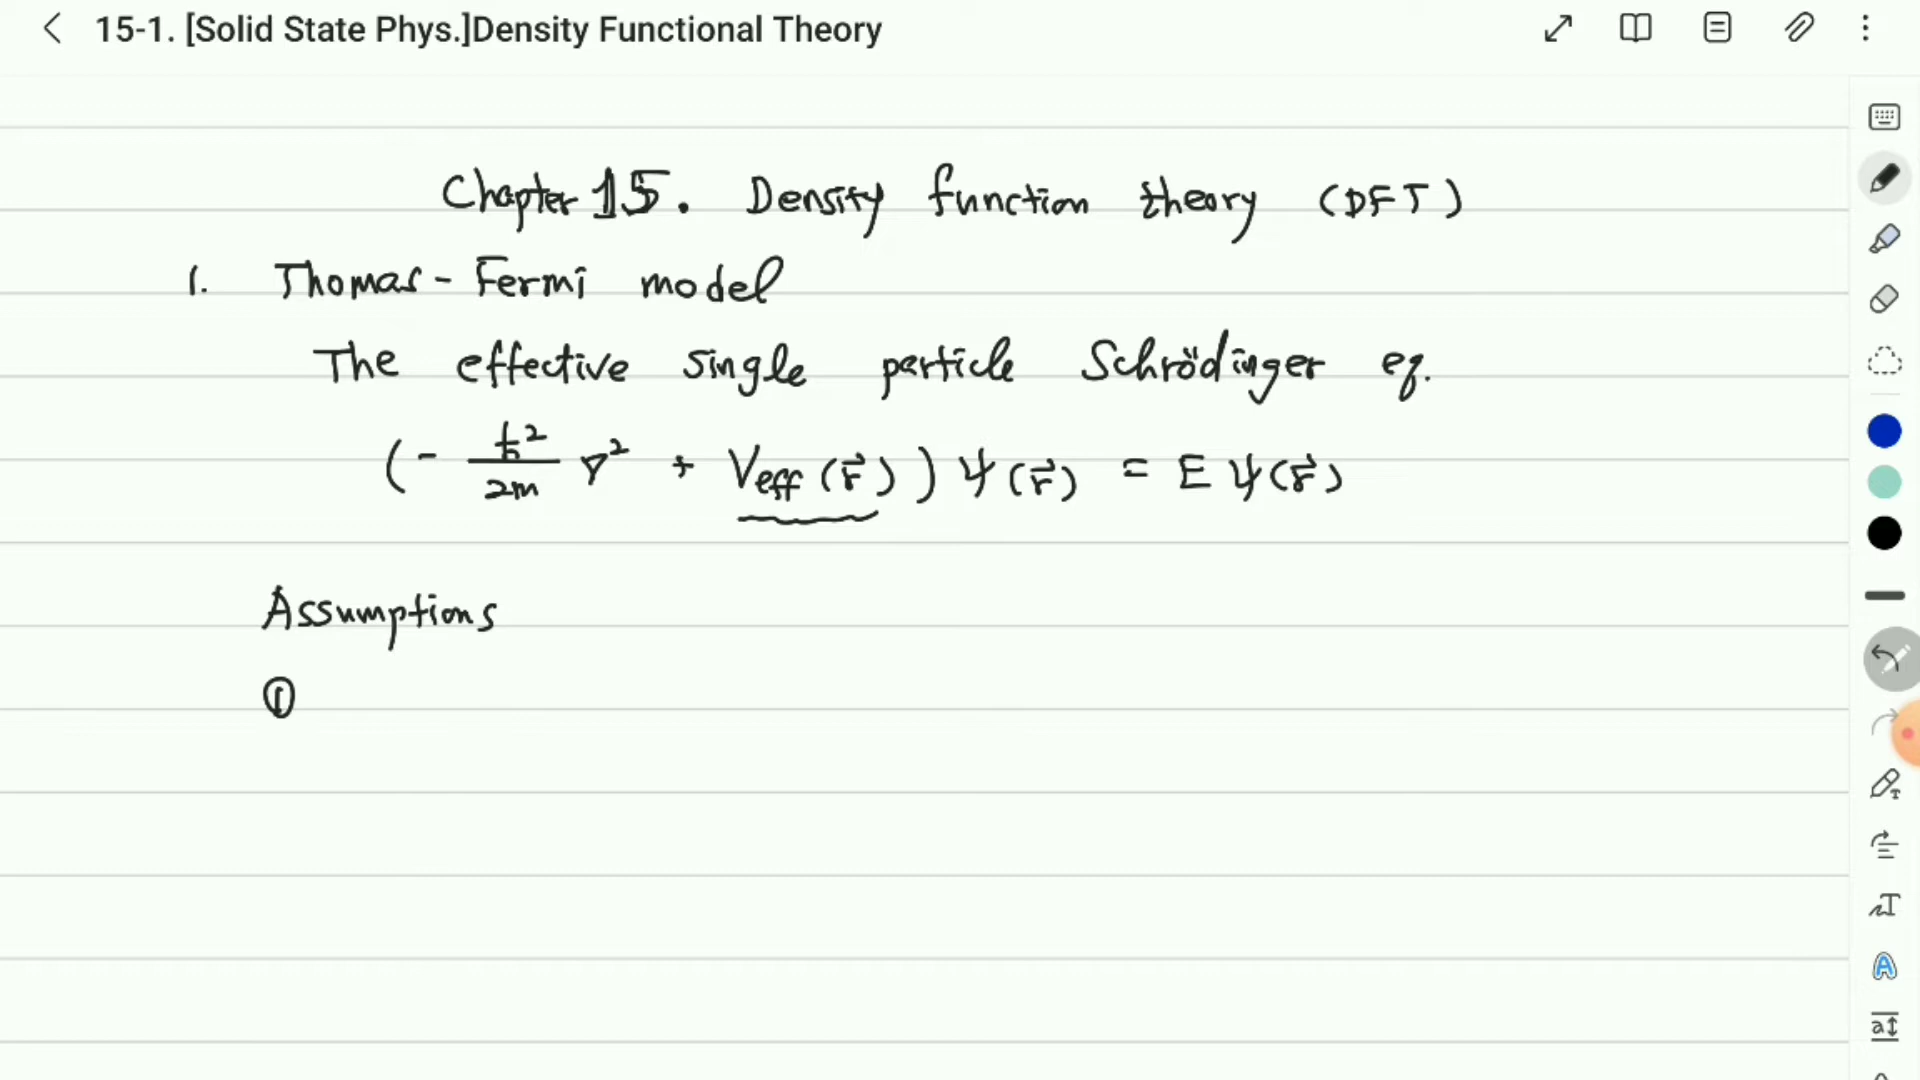 15-1. [Solid State Phys.]Density Functional Theory
Chapter 15. Density function theory (DFT)
1. Thomas-Fermi model
The effective single particle Schrödinger eq.
(- ħ²/2m ∇² + Veff(r⃗)) ψ(r⃗) = E ψ(r⃗)
Assumptions
①